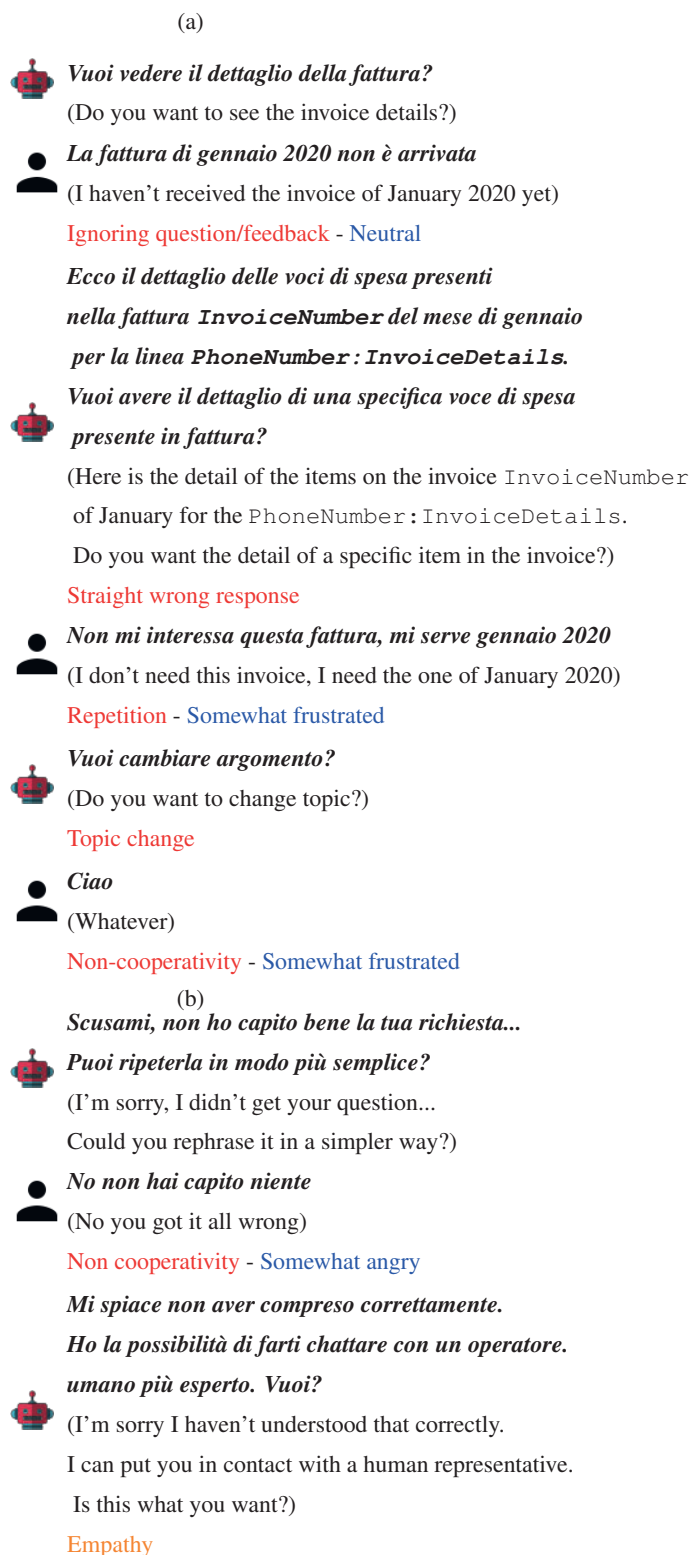 (a)
Vuoi vedere il dettaglio della fattura?
(Do you want to see the invoice details?)
La fattura di gennaio 2020 non è arrivata
(I haven't received the invoice of January 2020 yet)
Ignoring question/feedback - Neutral
Ecco il dettaglio delle voci di spesa presenti
nella fattura InvoiceNumber del mese di gennaio
per la linea PhoneNumber:InvoiceDetails.
Vuoi avere il dettaglio di una specifica voce di spesa
presente in fattura?
(Here is the detail of the items on the invoice InvoiceNumber
of January for the PhoneNumber:InvoiceDetails.
Do you want the detail of a specific item in the invoice?)
Straight wrong response
Non mi interessa questa fattura, mi serve gennaio 2020
(I don't need this invoice, I need the one of January 2020)
Repetition - Somewhat frustrated
Vuoi cambiare argomento?
(Do you want to change topic?)
Topic change
Ciao
(Whatever)
Non-cooperativity - Somewhat frustrated
(b)
Scusami, non ho capito bene la tua richiesta...
Puoi ripeterla in modo più semplice?
(I'm sorry, I didn't get your question...
Could you rephrase it in a simpler way?)
No non hai capito niente
(No you got it all wrong)
Non cooperativity - Somewhat angry
Mi spiace non aver compreso correttamente.
Ho la possibilità di farti chattare con un operatore.
umano più esperto. Vuoi?
(I'm sorry I haven't understood that correctly.
I can put you in contact with a human representative.
Is this what you want?)
Empathy